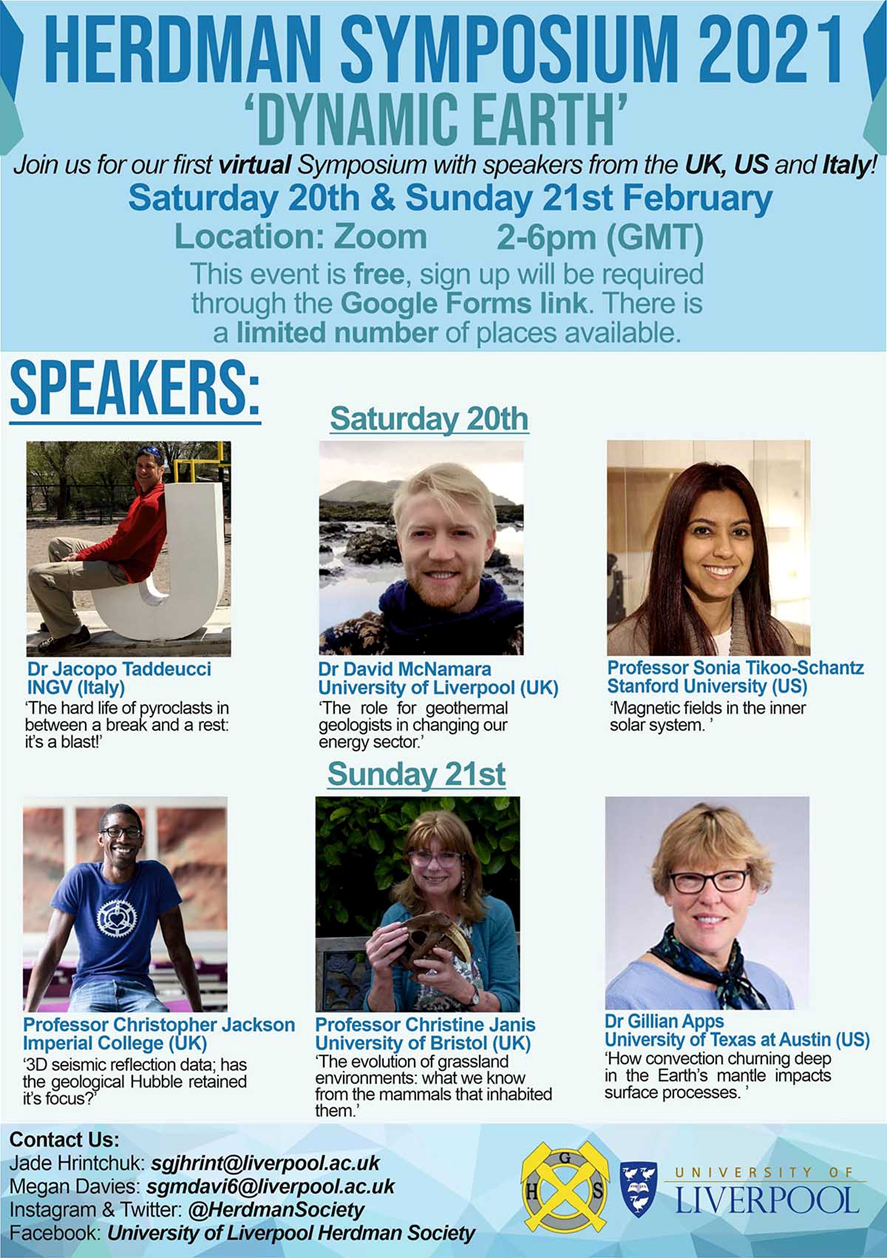 HERDMAN SYMPOSIUM 2021
‘DYNAMIC EARTH’
Join us for our first virtual Symposium with speakers from the UK, US and Italy!
Saturday 20th & Sunday 21st February
Location: Zoom 2-6pm (GMT)
This event is free, sign up will be required
through the Google Forms link. There is
a limited number of places available.
SPEAKERS:
Saturday 20th
Dr Jacopo Taddeucci
INGV (Italy)
‘The hard life of pyroclasts in
between a break and a rest:
it’s a blast!’
Dr David McNamara
University of Liverpool (UK)
‘The role for geothermal
geologists in changing our
energy sector.’
Professor Sonia Tikoo-Schantz
Stanford University (US)
‘Magnetic fields in the inner
solar system. ’
Sunday 21st
Professor Christopher Jackson
Imperial College (UK)
‘3D seismic reflection data; has
the geological Hubble retained
it’s focus?’
Professor Christine Janis
University of Bristol (UK)
‘The evolution of grassland
environments: what we know
from the mammals that inhabited
them.’
Dr Gillian Apps
University of Texas at Austin (US)
‘How convection churning deep
in the Earth’s mantle impacts
surface processes. ’
Contact Us:
Jade Hrintchuk: sgjhrint@liverpool.ac.uk
Megan Davies: sgmdavi6@liverpool.ac.uk
Instagram & Twitter: @HerdmanSociety
Facebook: University of Liverpool Herdman Society
G
H S
UNIVERSITY OF
LIVERPOOL